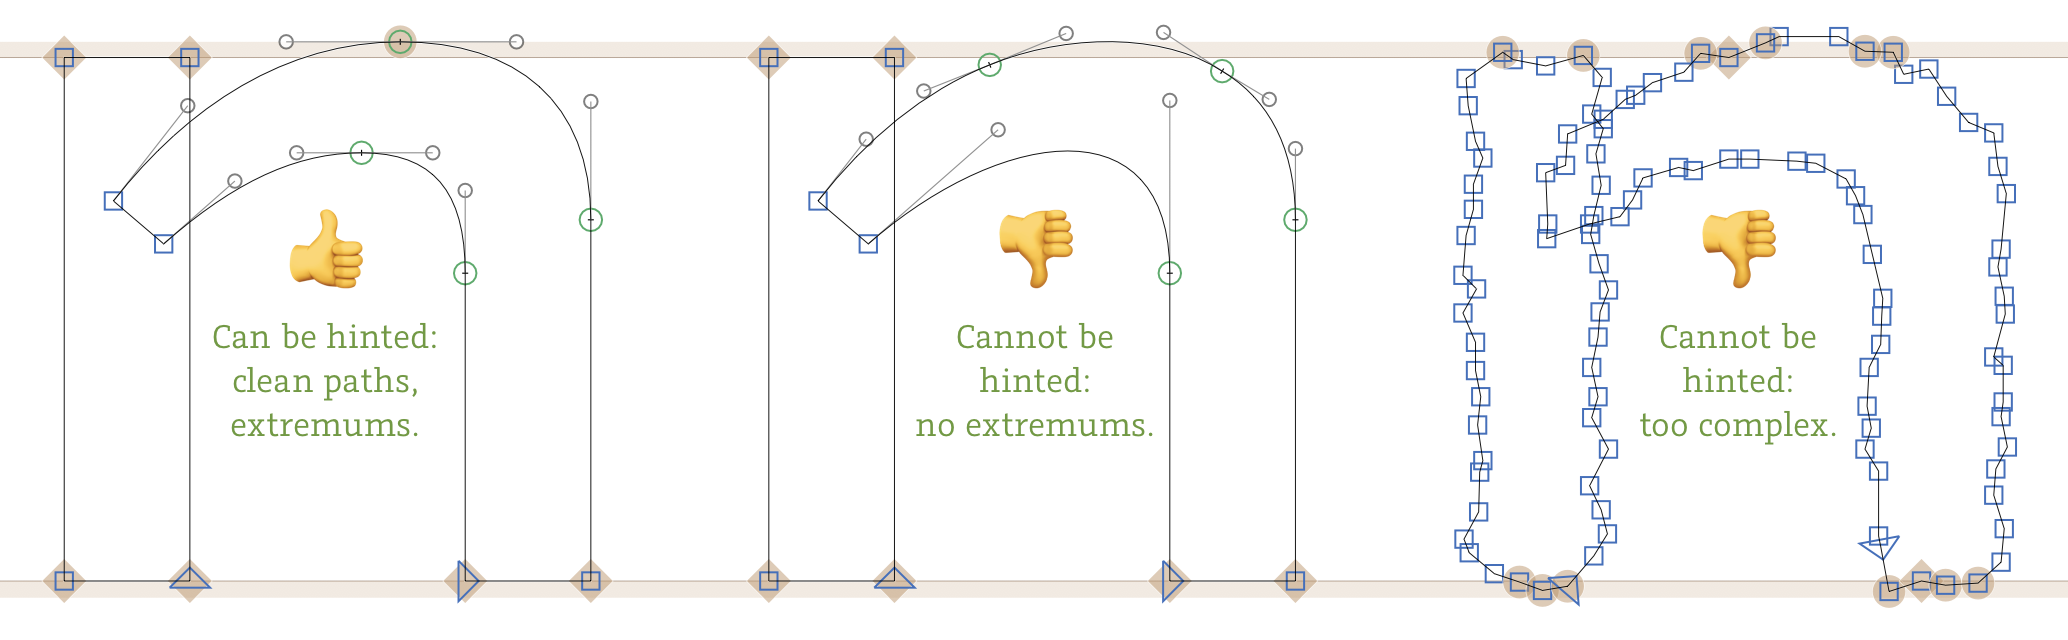 Can be hinted:
clean paths,
extremums.
Cannot be
hinted:
no extremums.
Cannot be
hinted:
too complex.